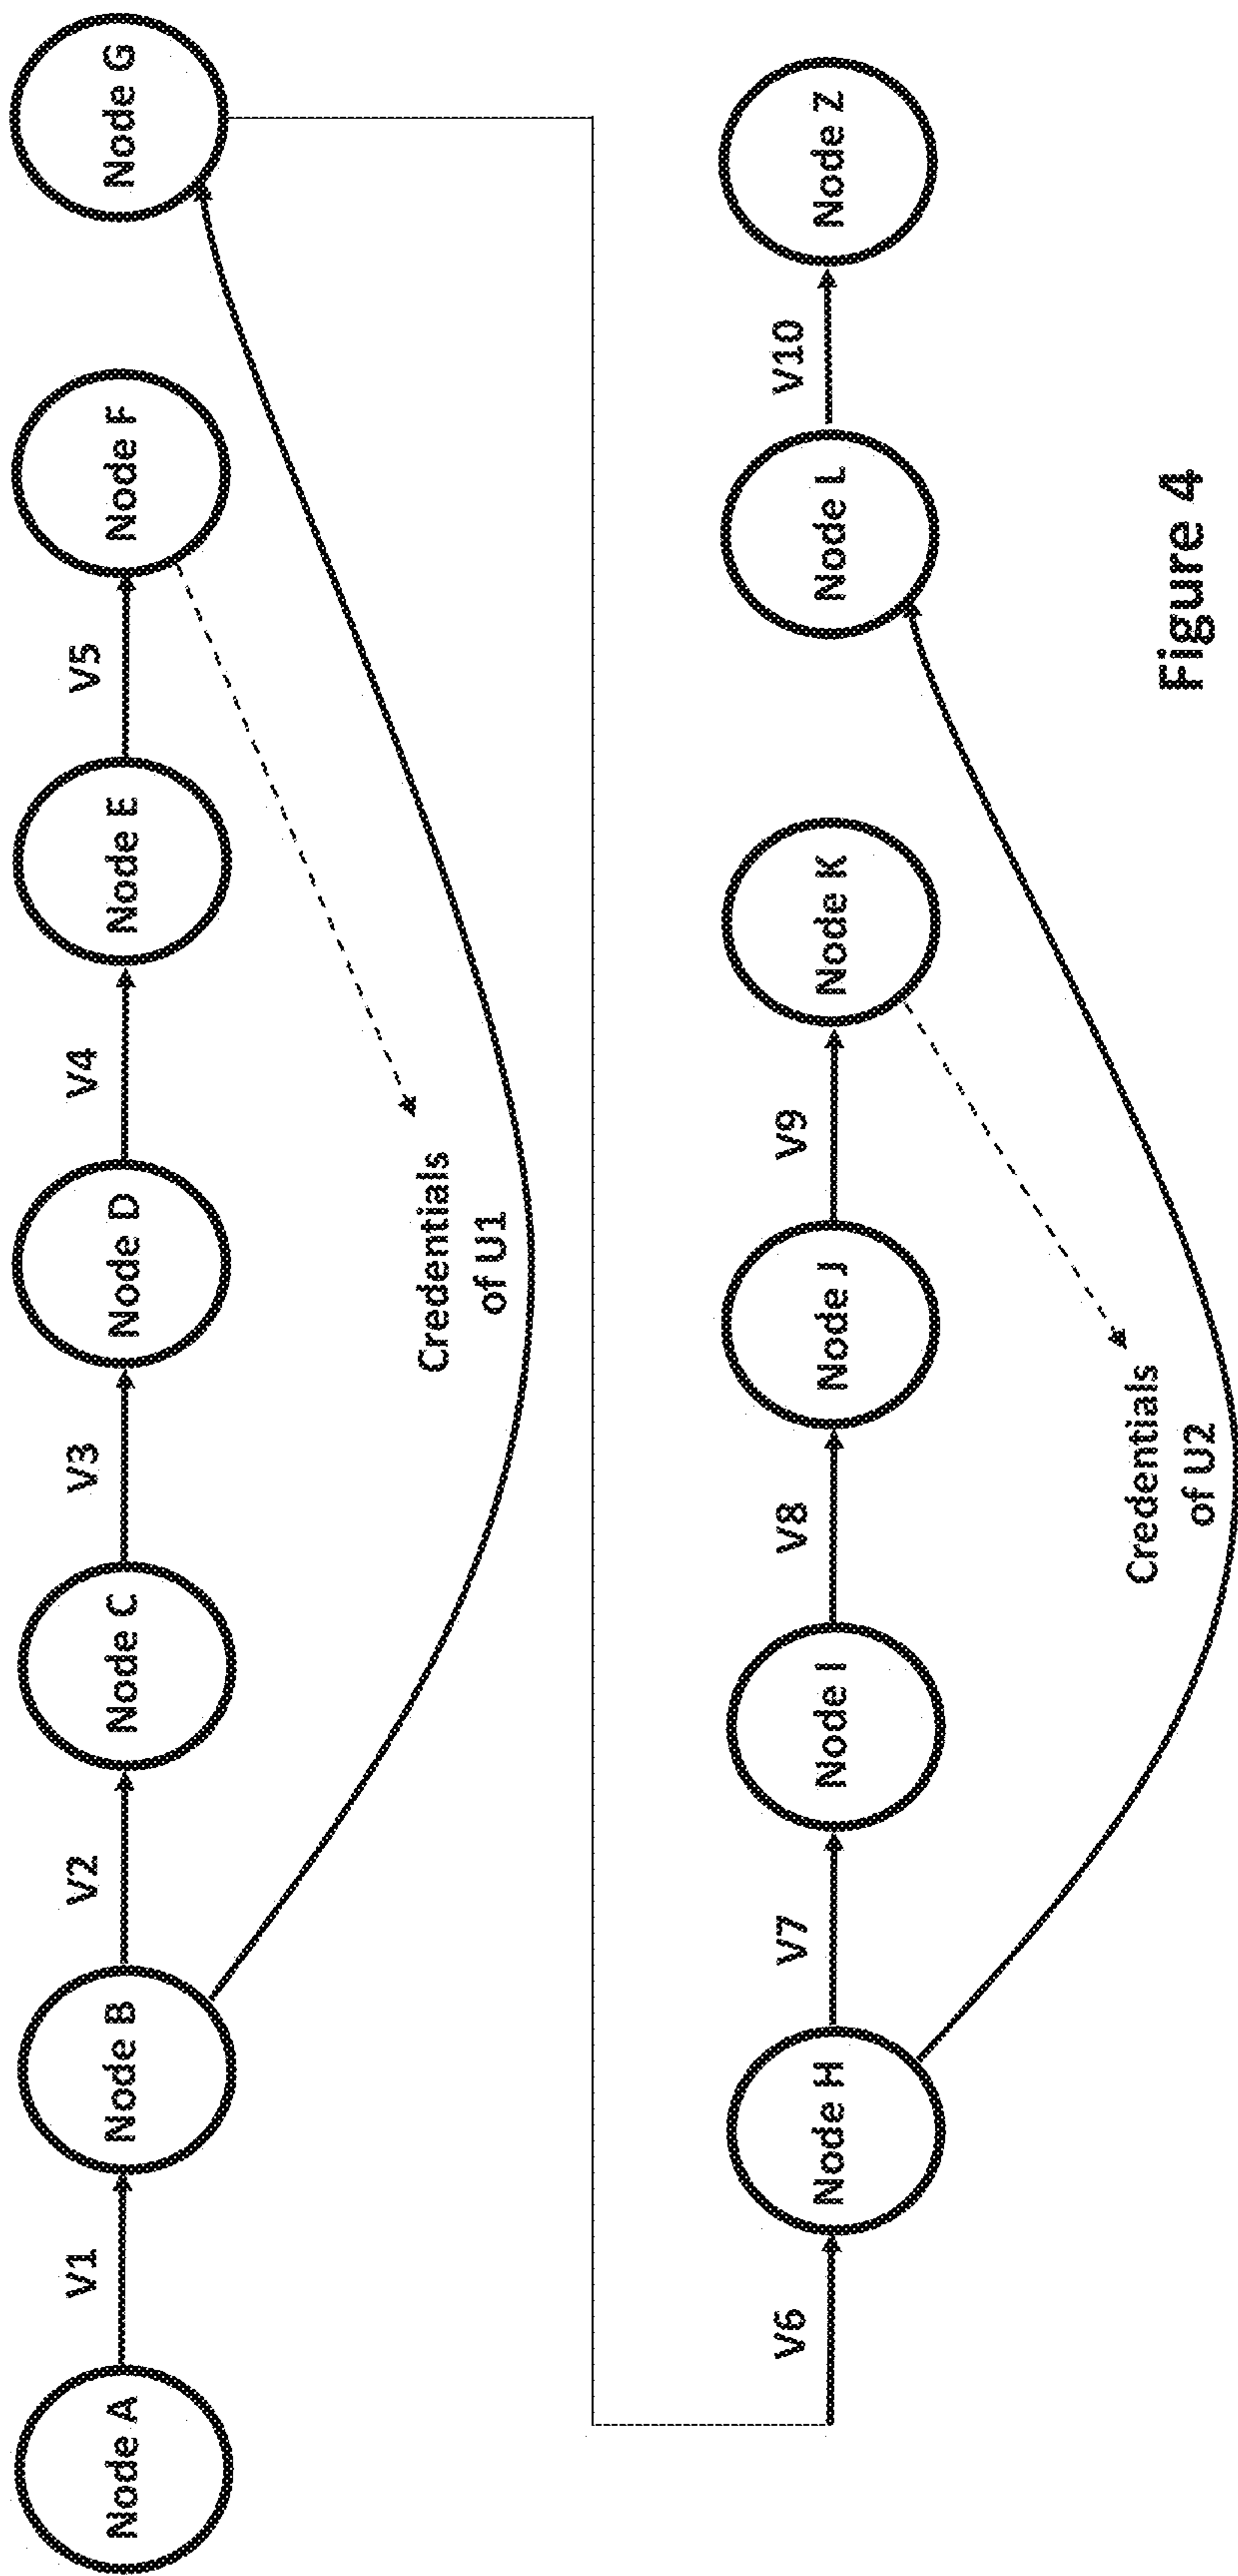 V1
V2
V3
V4
V5
Node A
Node B
Node C
Node D
Node E
Node F
Node G
Credentials
of U1
V6
V7
V8
V9
V10
Node H
Node I
Node J
Node K
Node L
Node Z
Credentials
of U2
Figure 4